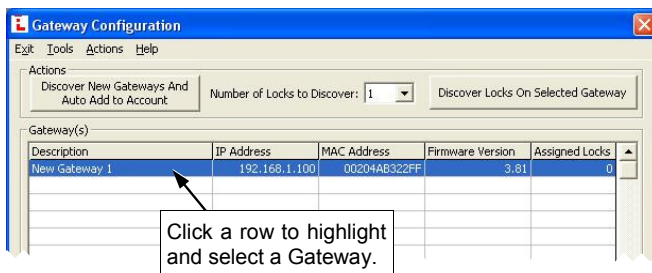 Gateway Configuration
Exit Tools Actions Help
Actions
Discover New Gateways And
Auto Add to Account
Number of Locks to Discover: 1
Discover Locks On Selected Gateway
Gateway(s)
Description IP Address MAC Address Firmware Version Assigned Locks
New Gateway 1 192.168.1.100 00204AB322FF 3.81 0
Click a row to highlight
and select a Gateway.